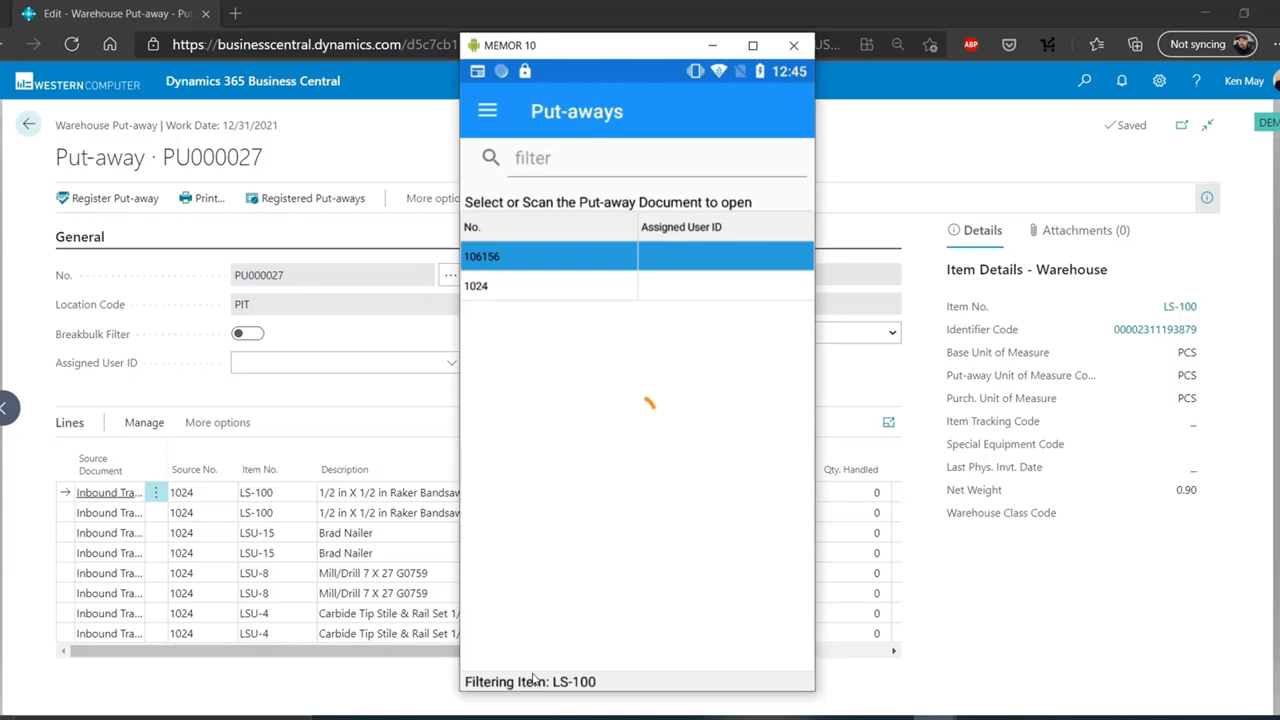 Edit - Warehouse Put-away - Put
https://businesscentral.dynamics.com/d5c7cb1
US...
ABP
Not syncing
WESTERNCOMPUTER
Dynamics 365 Business Central
Ken May
Warehouse Put-away | Work Date: 12/31/2021
Saved
DEM
Put-away · PU000027
Register Put-away
Print...
Registered Put-aways
More optio
General
No.
PU000027
Location Code
PIT
Breakbulk Filter
Assigned User ID
Lines
Manage
More options
Source Document
Source No.
Item No.
Description
Qty. Handled
Inbound Tra... 1024 LS-100 1/2 in X 1/2 in Raker Bandsaw 0
Inbound Tra... 1024 LS-100 1/2 in X 1/2 in Raker Bandsaw 0
Inbound Tra... 1024 LSU-15 Brad Nailer 0
Inbound Tra... 1024 LSU-15 Brad Nailer 0
Inbound Tra... 1024 LSU-8 Mill/Drill 7 X 27 G0759 0
Inbound Tra... 1024 LSU-8 Mill/Drill 7 X 27 G0759 0
Inbound Tra... 1024 LSU-4 Carbide Tip Stile & Rail Set 1/ 0
Inbound Tra... 1024 LSU-4 Carbide Tip Stile & Rail Set 1/ 0
MEMOR 10
12:45
Put-aways
filter
Select or Scan the Put-away Document to open
No. Assigned User ID
106156
1024
Filtering Item: LS-100
Details
Attachments (0)
Item Details - Warehouse
Item No. LS-100
Identifier Code 00002311193879
Base Unit of Measure PCS
Put-away Unit of Measure Co... PCS
Purch. Unit of Measure PCS
Item Tracking Code _
Special Equipment Code
Last Phys. Invt. Date _
Net Weight 0.90
Warehouse Class Code